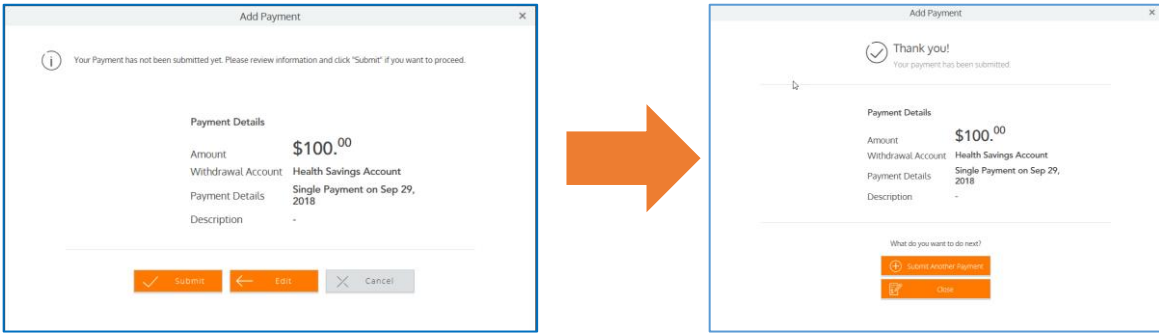 Add Payment
Your Payment has not been submitted yet. Please review information and click "Submit" if you want to proceed.
Payment Details
Amount $100.00
Withdrawal Account Health Savings Account
Payment Details Single Payment on Sep 29,
2018
Description -
Submit Edit Cancel
Add Payment
Thank you!
Your payment has been submitted
Payment Details
Amount $100.00
Withdrawal Account Health Savings Account
Payment Details Single Payment on Sep 29,
2018
Description -
What do you want to do next?
Submit Another Payment
Close